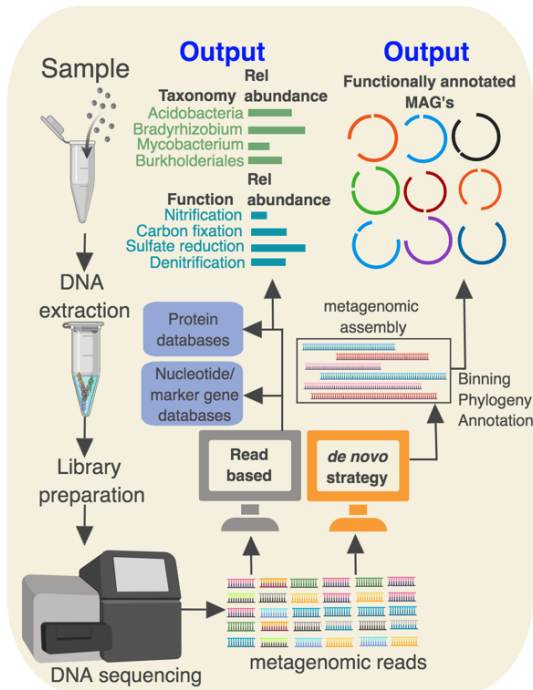 Sample
DNA
extraction
Library
preparation
DNA sequencing
metagenomic reads
Read
based
de novo
strategy
Protein
databases
Nucleotide/
marker gene
databases
Output
Rel
Taxonomy abundance
Acidobacteria
Bradyrhizobium
Mycobacterium
Burkholderiales
Rel
Function abundance
Nitrification
Carbon fixation
Sulfate reduction
Denitrification
metagenomic
assembly
Binning
Phylogeny
Annotation
Output
Functionally annotated
MAG's